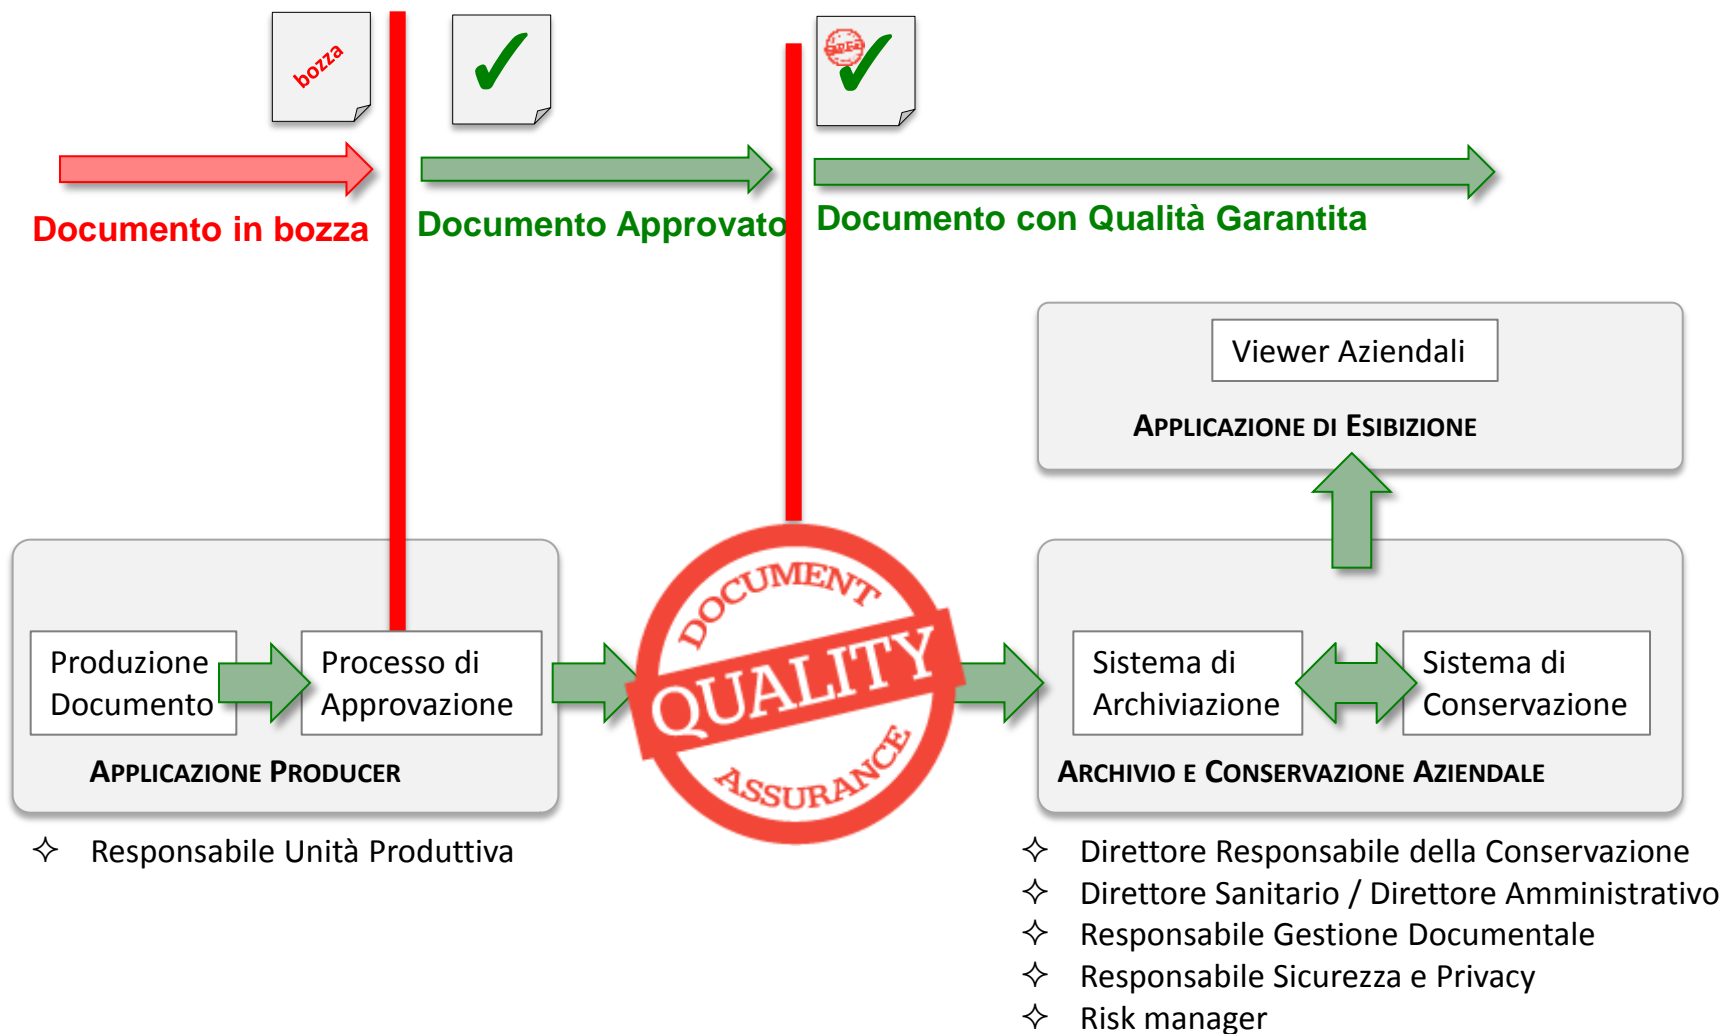 bozza
Documento in bozza
Documento Approvato
Documento con Qualità Garantita
Viewer Aziendali
APPLICAZIONE DI ESIBIZIONE
Produzione
Documento
Processo di
Approvazione
APPLICAZIONE PRODUCER
DOCUMENT
QUALITY
ASSURANCE
Sistema di
Archiviazione
Sistema di
Conservazione
ARCHIVIO E CONSERVAZIONE AZIENDALE
✧ Responsabile Unità Produttiva
✧ Direttore Responsabile della Conservazione
✧ Direttore Sanitario / Direttore Amministrativo
✧ Responsabile Gestione Documentale
✧ Responsabile Sicurezza e Privacy
✧ Risk manager